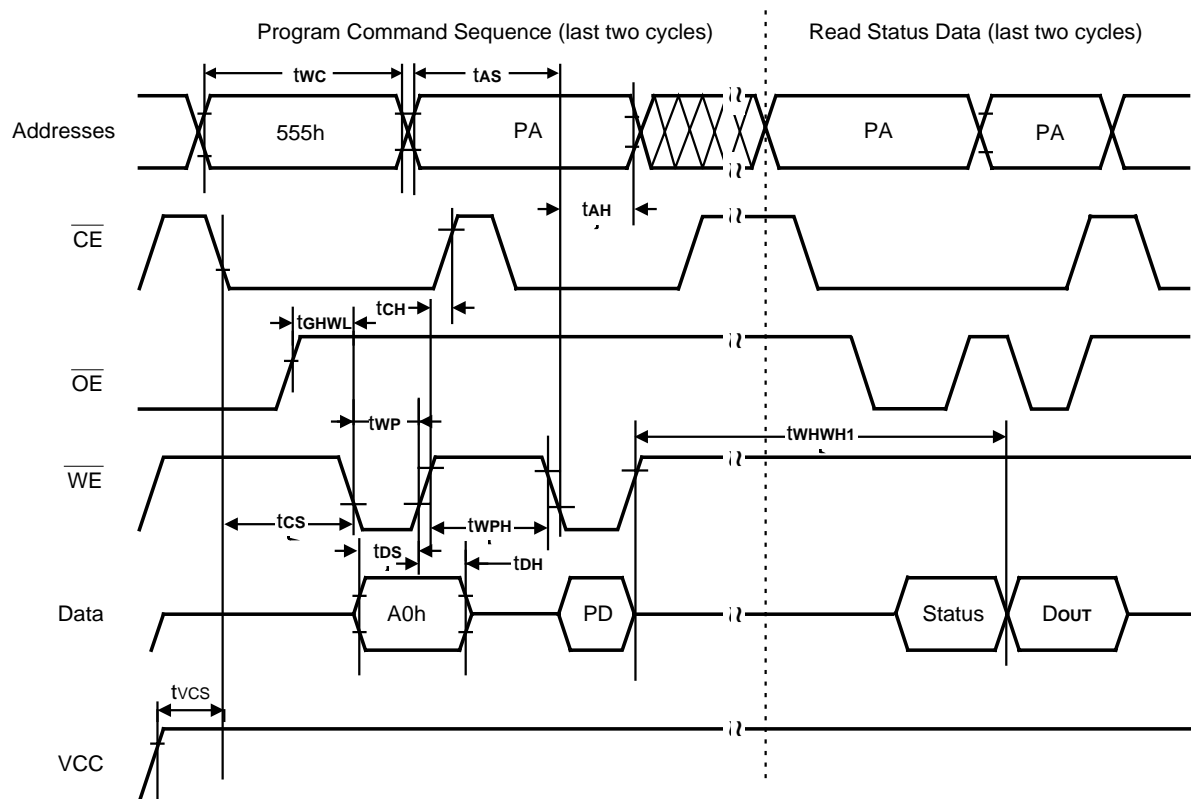 Program Command Sequence (last two cycles)
Read Status Data (last two cycles)
tWC
tAS
Addresses
555h
PA
PA
PA
tAH
CE
tCH
tGHWL
OE
tWP
tWHWH1
WE
tCS
tWPH
tDS
tDH
Data
A0h
PD
Status
DOUT
tVCS
VCC